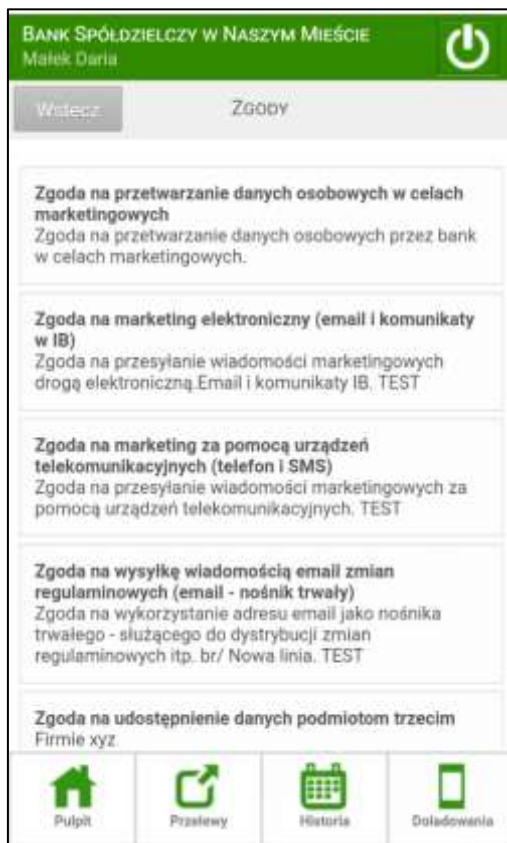 BANK SPÓŁDZIELCZY W NASZYM MIEŚCIE
Małek Daria
Wstecz
ZGODY
Zgoda na przetwarzanie danych osobowych w celach
marketingowych
Zgoda na przetwarzanie danych osobowych przez bank
w celach marketingowych.
Zgoda na marketing elektroniczny (email i komunikaty
w IB)
Zgoda na przesyłanie wiadomości marketingowych
drogą elektroniczną.Email i komunikaty IB. TEST
Zgoda na marketing za pomocą urządzeń
telekomunikacyjnych (telefon i SMS)
Zgoda na przesyłanie wiadomości marketingowych za
pomocą urządzeń telekomunikacyjnych. TEST
Zgoda na wysyłkę wiadomością email zmian
regulaminowych (email - nośnik trwały)
Zgoda na wykorzystanie adresu email jako nośnika
trwałego - służącego do dystrybucji zmian
regulaminowych itp. br/ Nowa linia. TEST
Zgoda na udostępnienie danych podmiotom trzecim
Firmie xyz
Pulpit
Przelewy
Historia
Doładowania